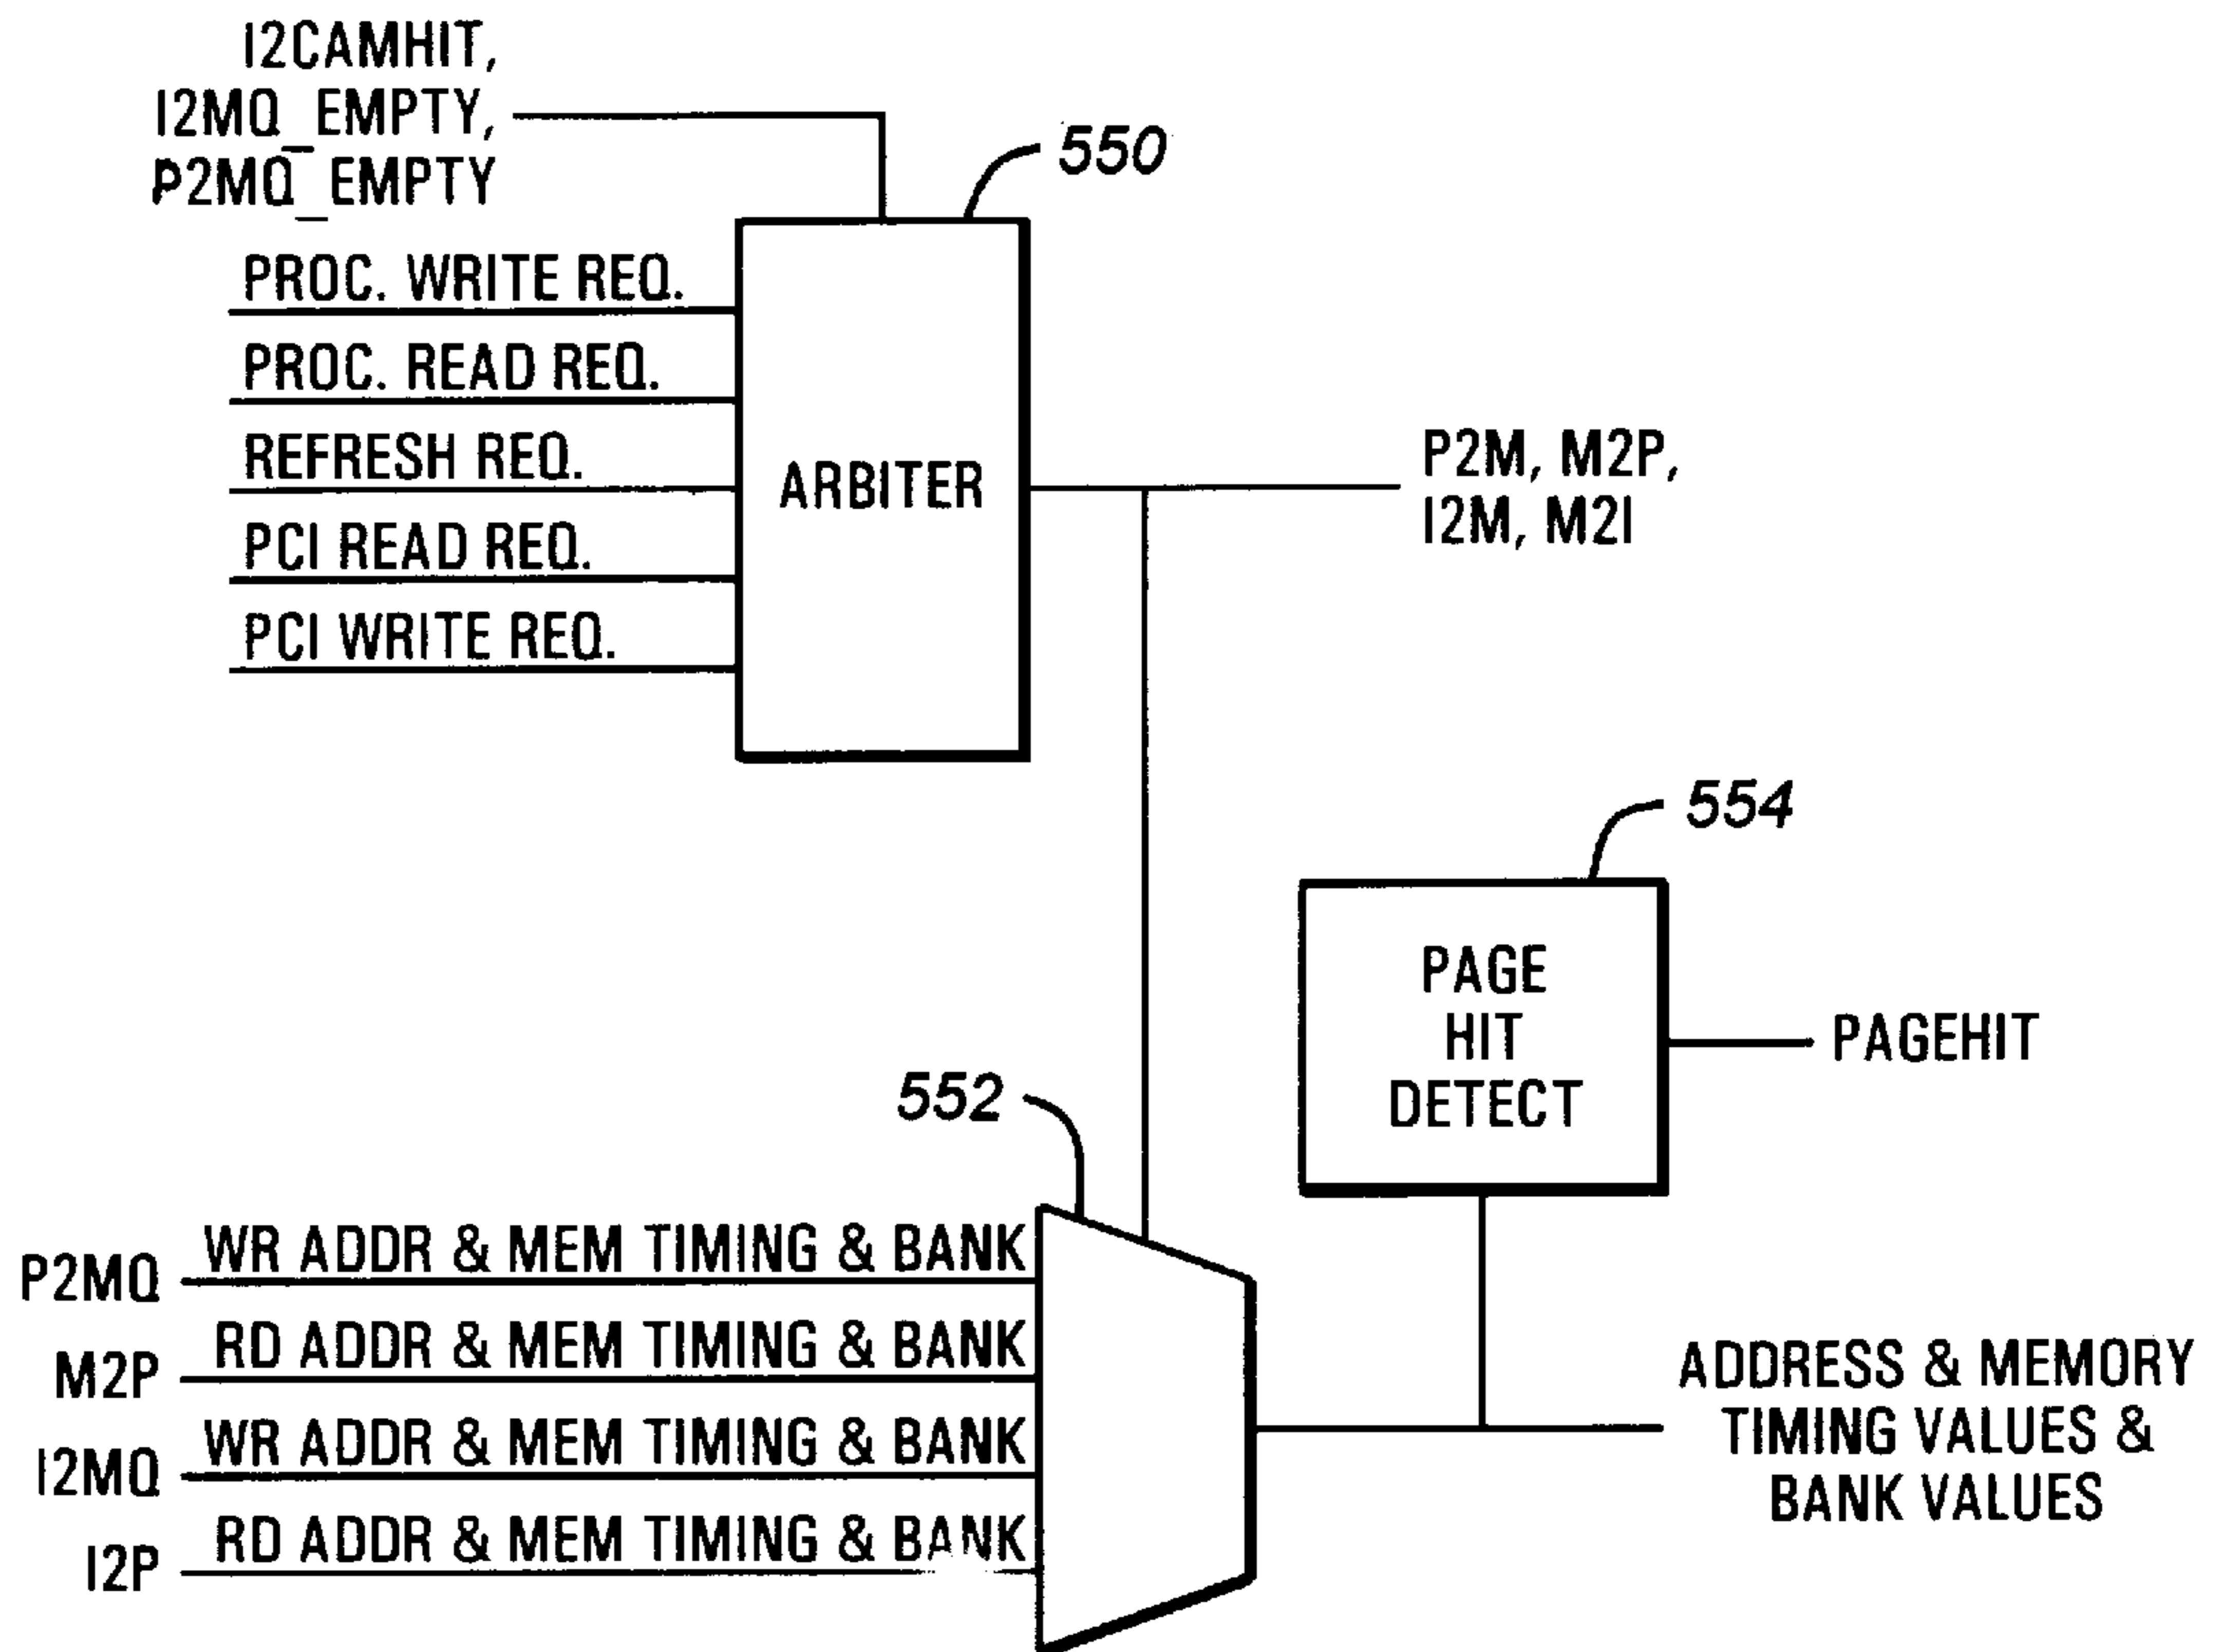 I2CAMHIT,
I2MQ_EMPTY,
P2MQ_EMPTY
550
PROC. WRITE REQ.
PROC. READ REQ.
REFRESH REQ.
PCI READ REQ.
PCI WRITE REQ.
ARBITER
P2M, M2P,
I2M, M2I
554
PAGE
HIT
DETECT
PAGEHIT
552
P2MQ WR ADDR & MEM TIMING & BANK
M2P RD ADDR & MEM TIMING & BANK
I2MQ WR ADDR & MEM TIMING & BANK
I2P RD ADDR & MEM TIMING & BANK
ADDRESS & MEMORY
TIMING VALUES &
BANK VALUES